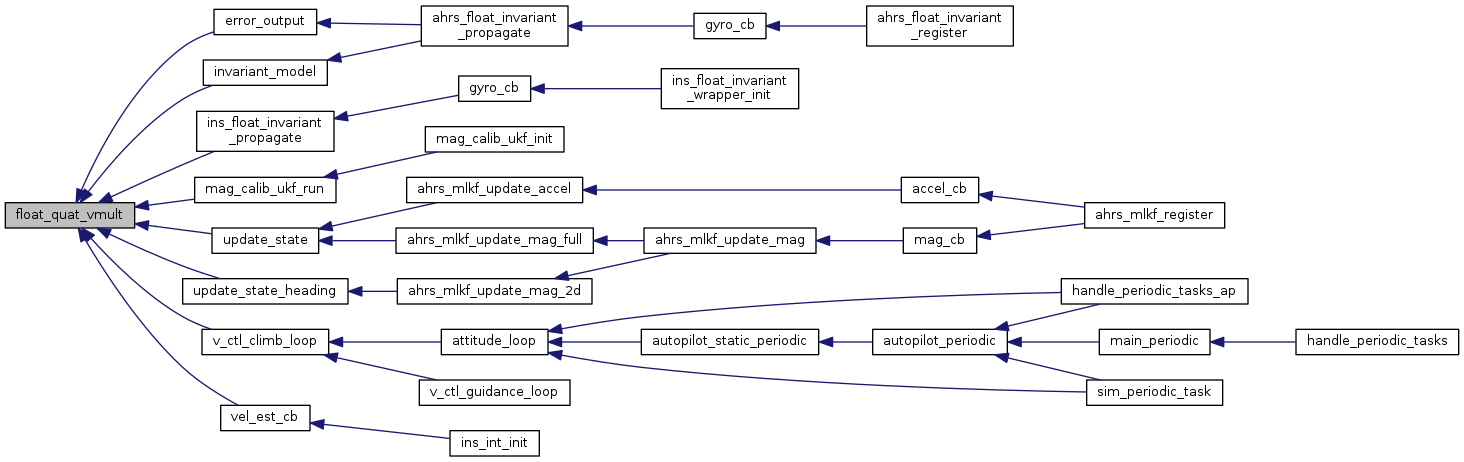 error_output
ahrs_float_invariant
_propagate
gyro_cb
ahrs_float_invariant
_register
invariant_model
gyro_cb
ins_float_invariant
_wrapper_init
ins_float_invariant
_propagate
mag_calib_ukf_init
mag_calib_ukf_run
ahrs_mlkf_update_accel
accel_cb
float_quat_vmult
ahrs_mlkf_register
update_state
ahrs_mlkf_update_mag_full
ahrs_mlkf_update_mag
mag_cb
update_state_heading
ahrs_mlkf_update_mag_2d
handle_periodic_tasks_ap
v_ctl_climb_loop
attitude_loop
autopilot_static_periodic
autopilot_periodic
main_periodic
handle_periodic_tasks
v_ctl_guidance_loop
sim_periodic_task
vel_est_cb
ins_int_init